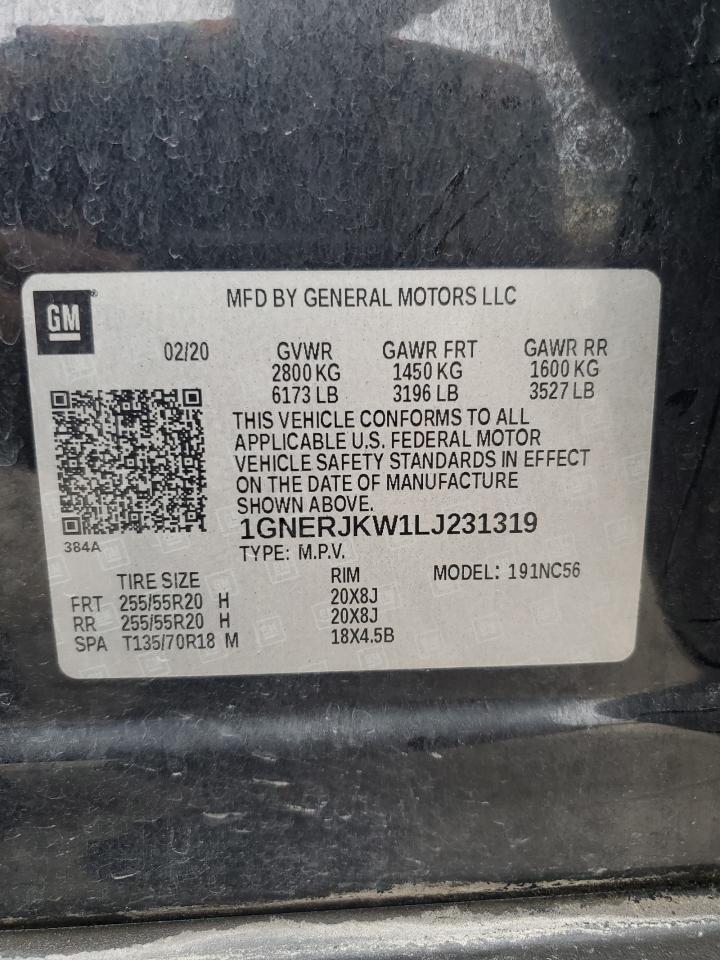 MFD BY GENERAL MOTORS LLC
GM®
02/20 GVWR GAWR FRT GAWR RR
2800 KG 1450 KG 1600 KG
6173 LB 3196 LB 3527 LB
THIS VEHICLE CONFORMS TO ALL
APPLICABLE U.S. FEDERAL MOTOR
VEHICLE SAFETY STANDARDS IN EFFECT
ON THE DATE OF MANUFACTURE
SHOWN ABOVE.
1GNERJKW1LJ231319
384A
TYPE: M.P.V.
TIRE SIZE RIM MODEL: 191NC56
FRT 255/55R20 H 20X8J
RR 255/55R20 H 20X8J
SPA T135/70R18 M 18X4.5B